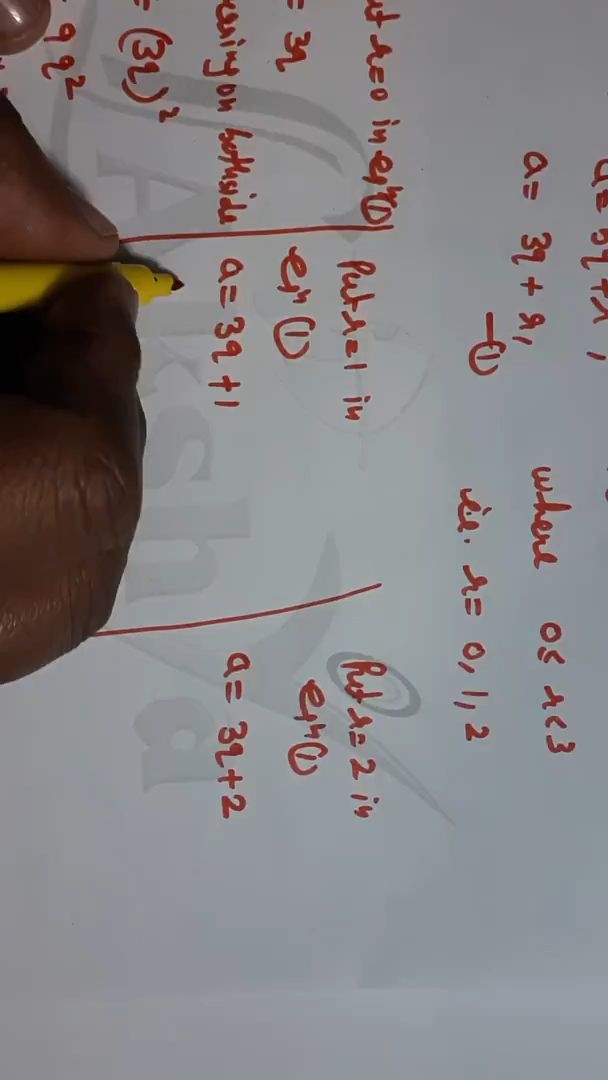 a = 3q + r,
a = 3q + r, where 0 ≤ r < 3
—① i.e. r = 0, 1, 2
put r=0 in eqn ①
= 3q
on both side
= (3q)²
= 9q²
Put r=1 in
eqn ①
a = 3q + 1
Put r = 2 in
eqn ①
a = 3q + 2
Aksha